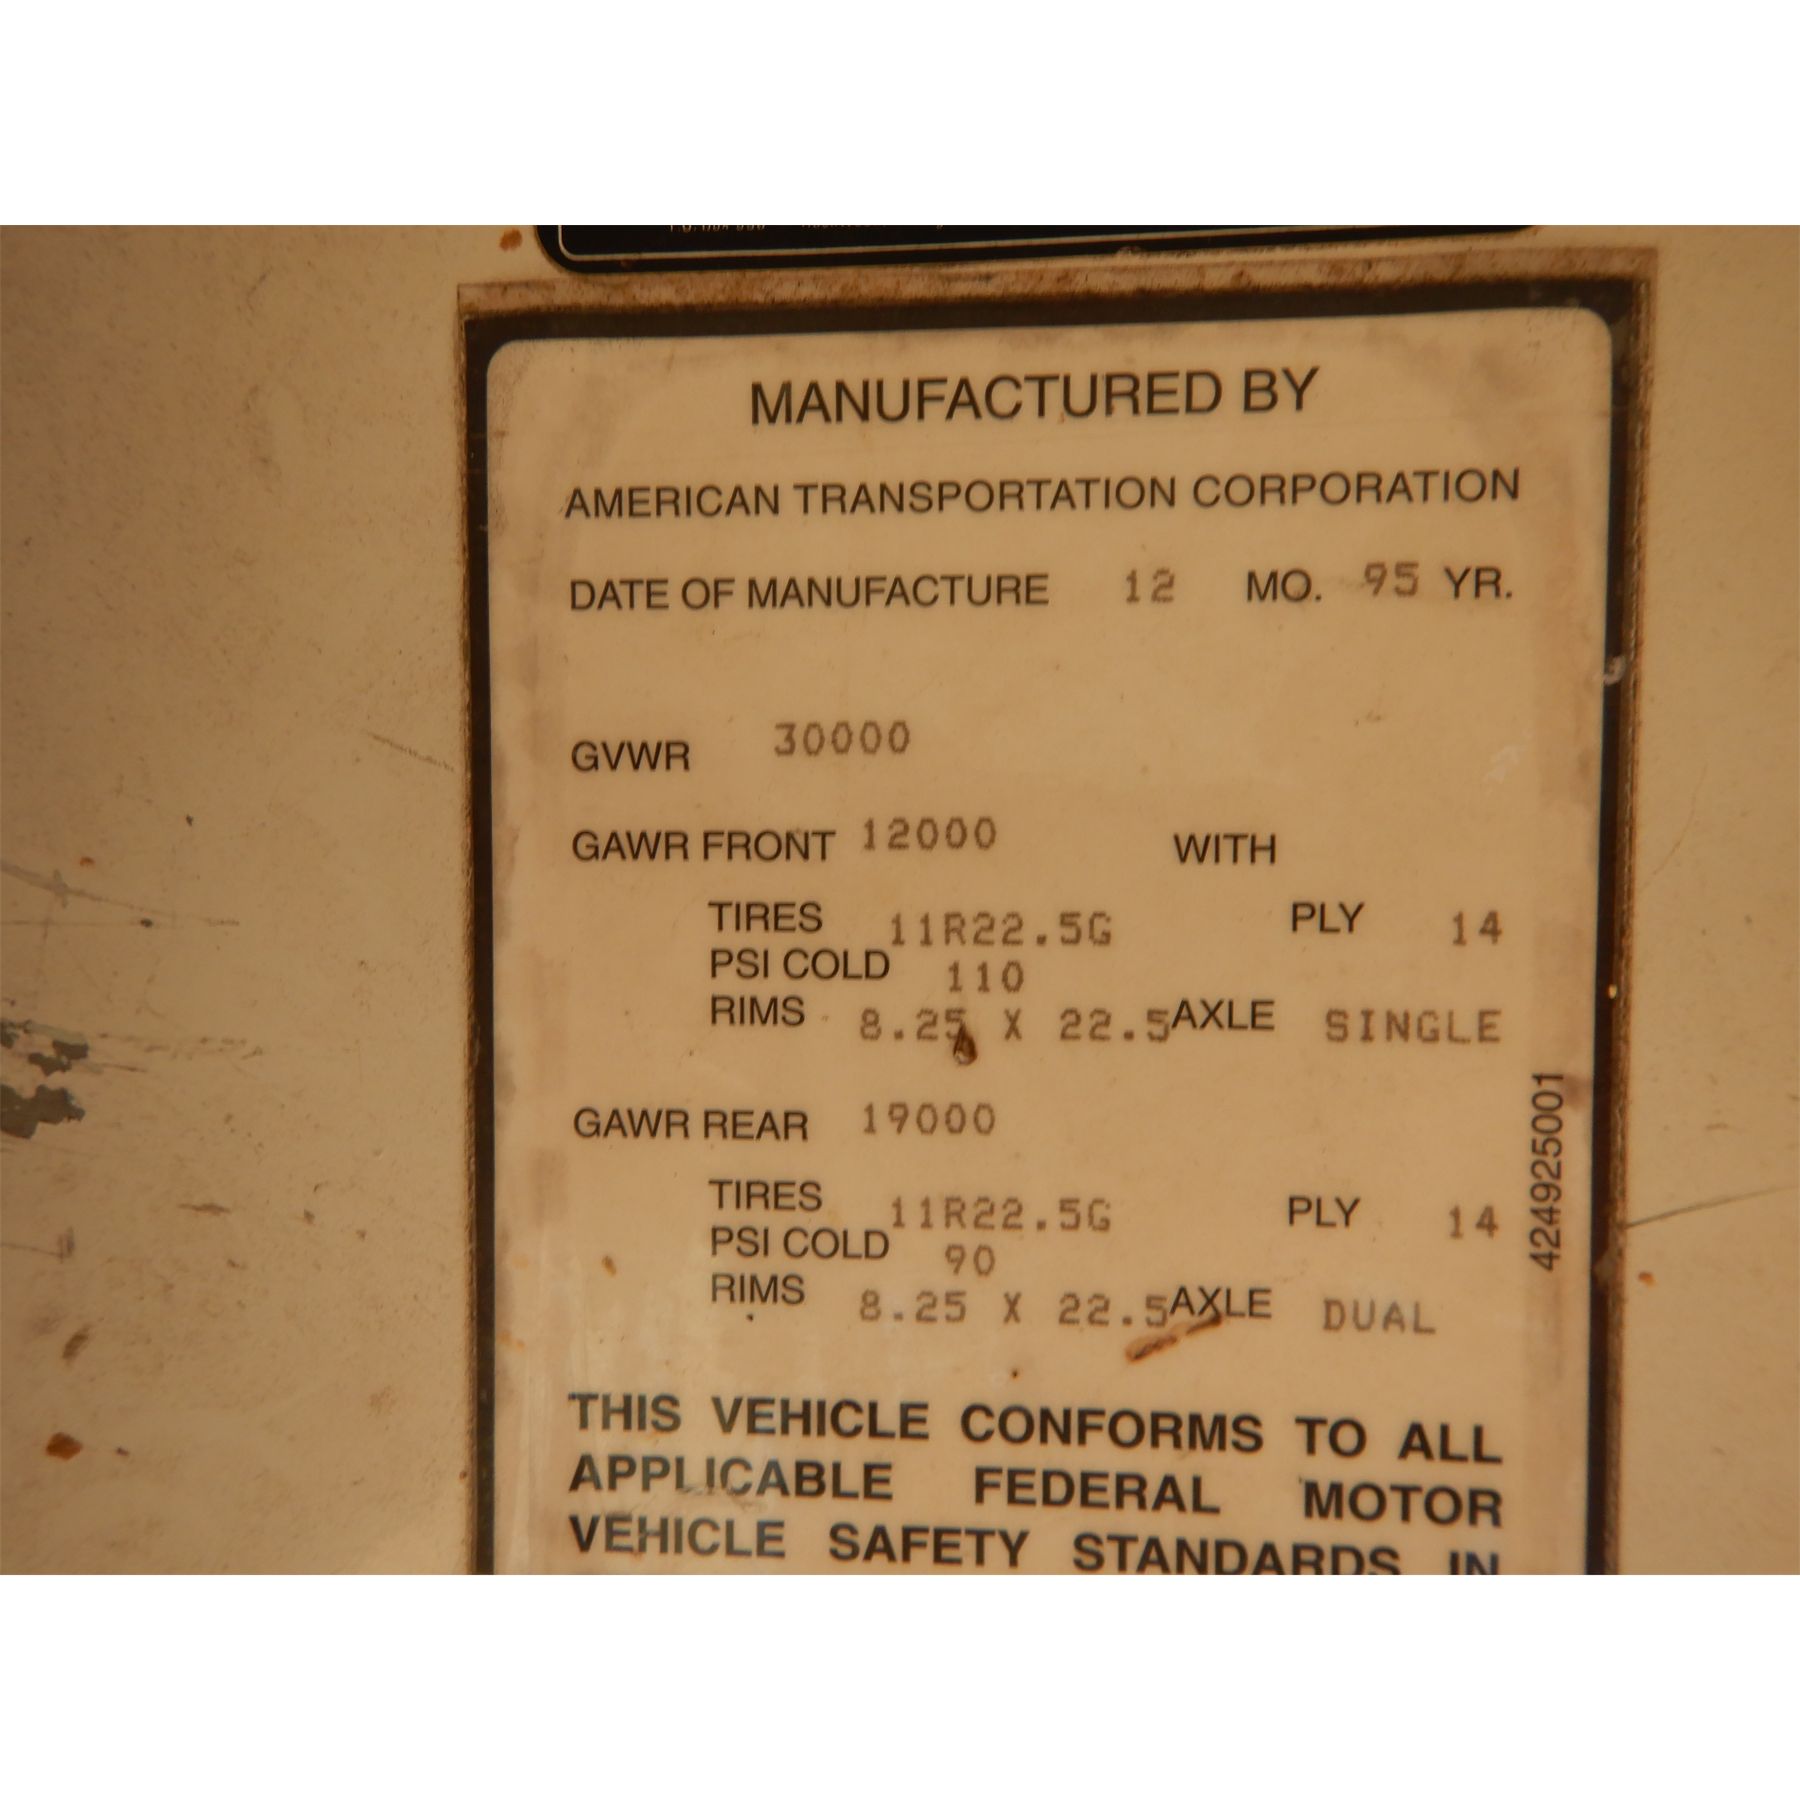 MANUFACTURED BY
AMERICAN TRANSPORTATION CORPORATION
DATE OF MANUFACTURE 12 MO. 95 YR.
GVWR 30000
GAWR FRONT 12000 WITH
TIRES 11R22.5G PLY 14
PSI COLD 110
RIMS 8.25 X 22.5 AXLE SINGLE
GAWR REAR 19000
TIRES 11R22.5G PLY 14
PSI COLD 90
RIMS 8.25 X 22.5 AXLE DUAL
424925001
THIS VEHICLE CONFORMS TO ALL
APPLICABLE FEDERAL MOTOR
VEHICLE SAFETY STANDARDS IN